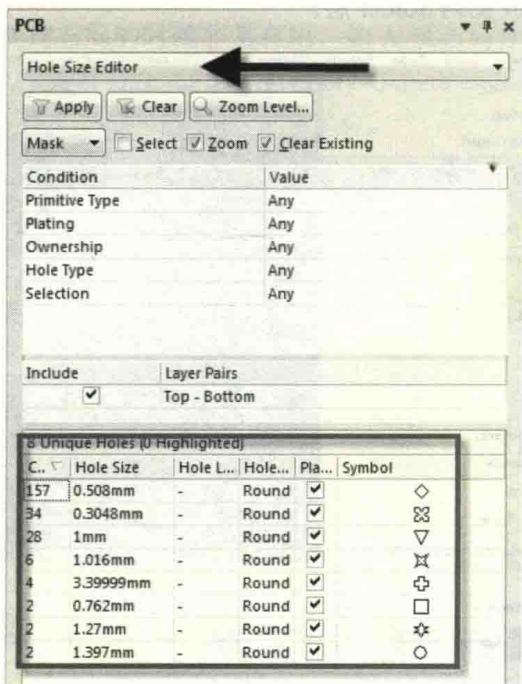 PCB
Hole Size Editor
Apply Clear Zoom Level...
Mask Select Zoom Clear Existing
Condition Value
Primitive Type Any
Plating Any
Ownership Any
Hole Type Any
Selection Any
Include Layer Pairs
Top - Bottom
8 Unique Holes (0 Highlighted)
C.. Hole Size Hole L... Hole... Pla... Symbol
157 0.508mm - Round
34 0.3048mm - Round
28 1mm - Round
6 1.016mm - Round
4 3.39999mm - Round
2 0.762mm - Round
2 1.27mm - Round
2 1.397mm - Round